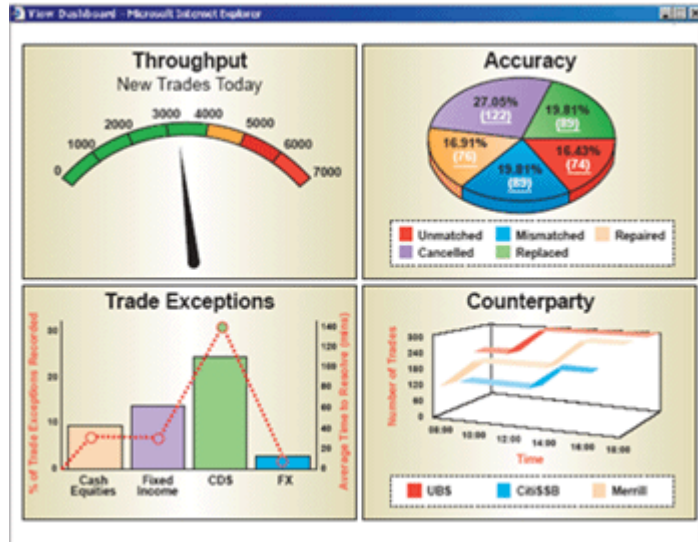 View Dashboard - Microsoft Internet Explorer
Throughput
New Trades Today
0
1000
2000
3000
4000
5000
6000
7000
Accuracy
27.05%
(122)
19.81%
(89)
16.91%
(76)
16.43%
(74)
19.81%
(89)
Unmatched
Mismatched
Repaired
Cancelled
Replaced
Trade Exceptions
% of Trade Exceptions Recorded
30
20
10
0
Cash
Equities
Fixed
Income
CDS
FX
140
120
100
80
60
40
20
0
Average Time to Resolve (mins)
Counterparty
Number of Trades
300
240
180
120
60
0
08:00
10:00
12:00
14:00
16:00
18:00
Time
UBS
CitiSSB
Merrill